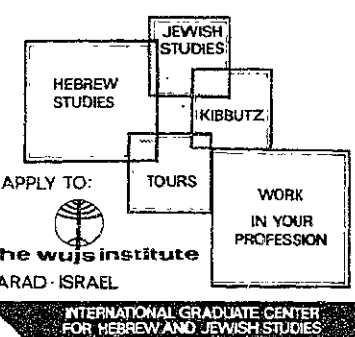 JEWISH
STUDIES
HEBREW
STUDIES
KIBBUTZ
APPLY TO:
TOURS
WORK
IN YOUR
PROFESSION
he wujs institute
ARAD · ISRAEL
INTERNATIONAL GRADUATE CENTER
FOR HEBREW AND JEWISH STUDIES